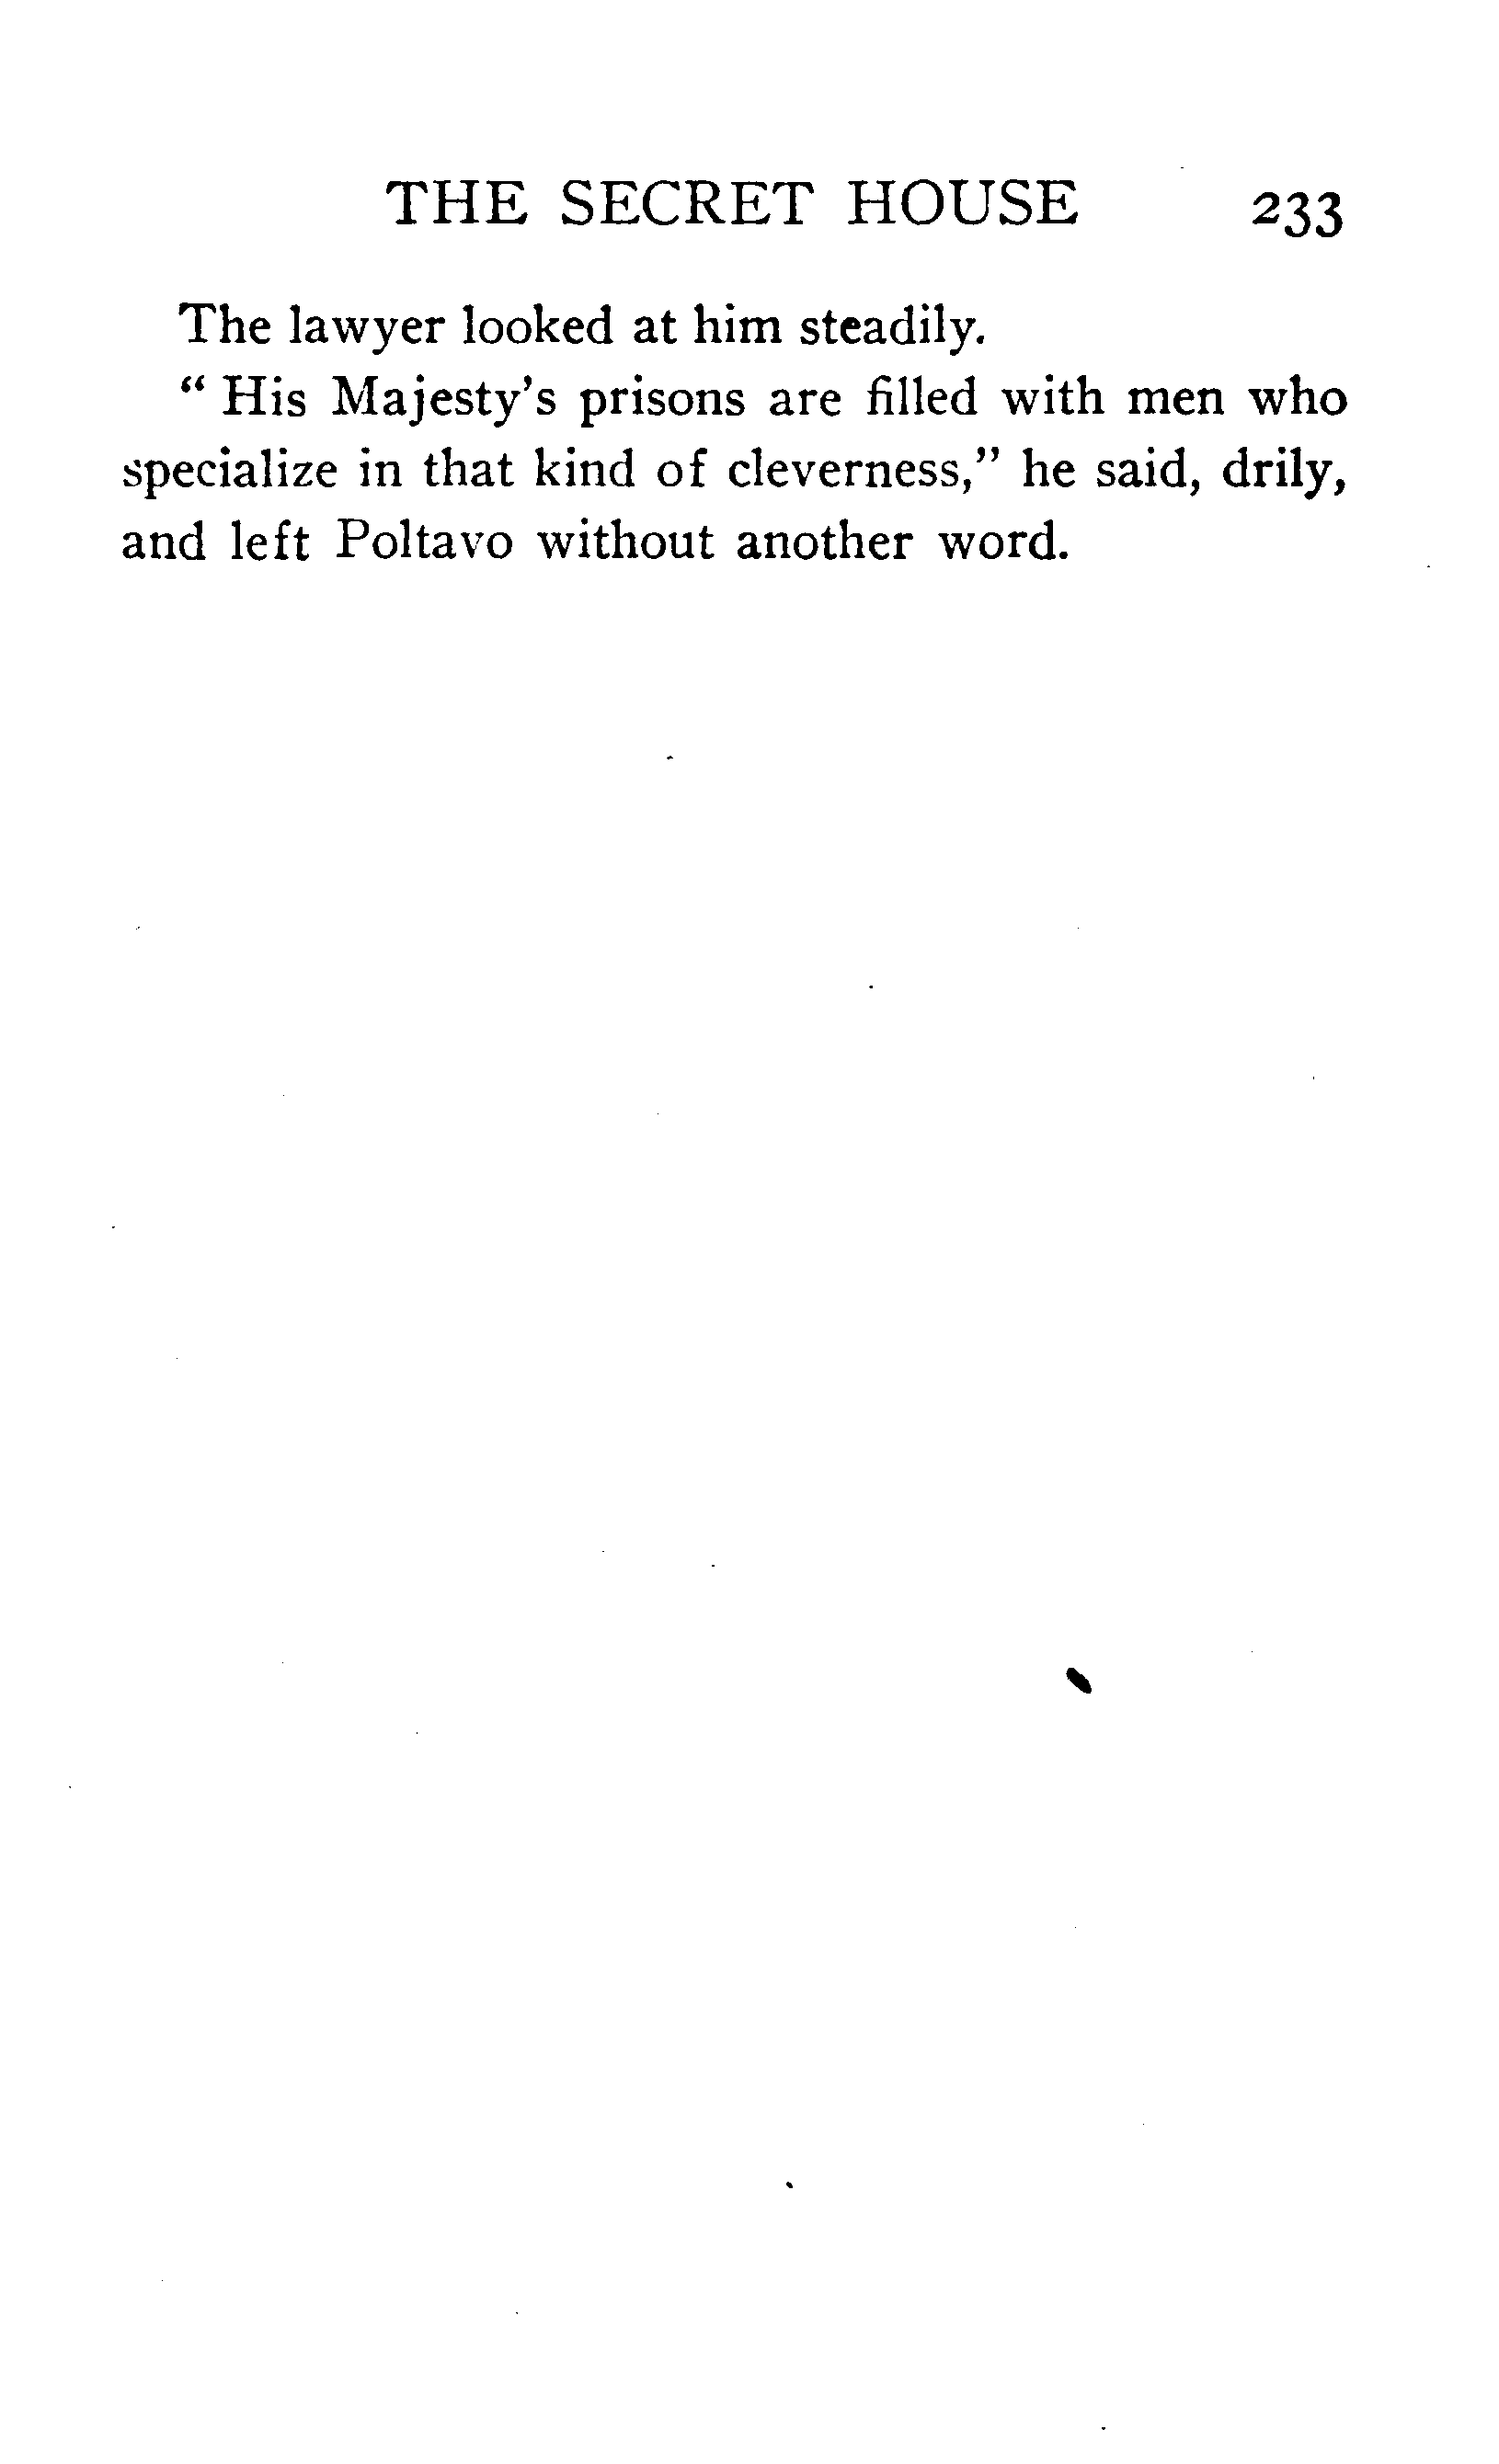 THE SECRET HOUSE 233
The lawyer looked at him steadily.
“ His Majesty’s prisons are filled with men who
specialize in that kind of cleverness,” he said, drily,
and left Poltavo without another word.